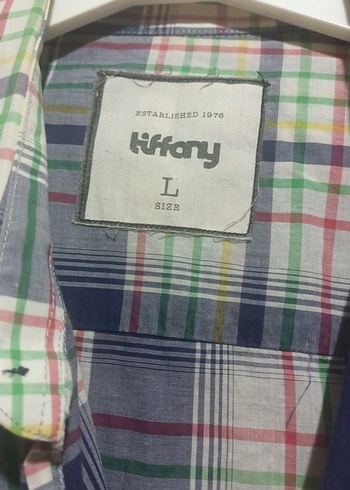 ESTABLISHED 1976
tiffany
L
SIZE